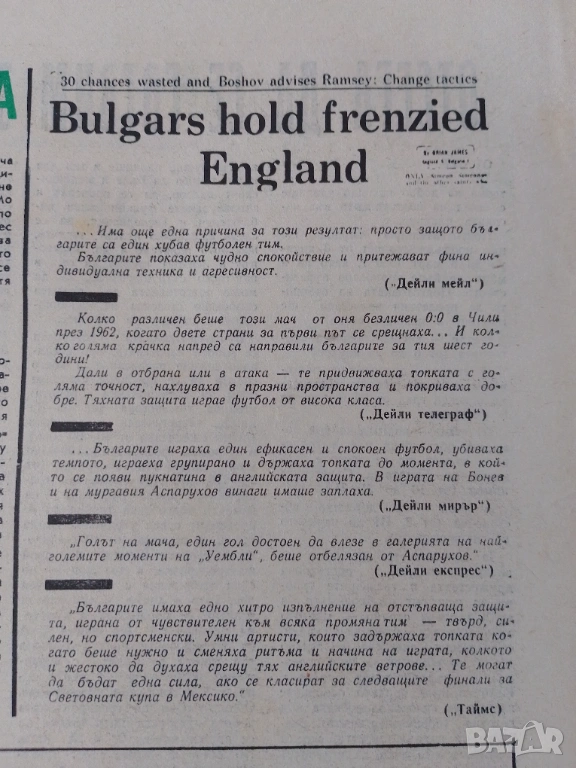 30 chances wasted and Boshov advises Ramsey: Change tactics
Bulgars hold frenzied
England
By BRIAN JAMES
...Има още една причина за този резултат: просто защото бъл-
гарите са един хубав футболен тим.
Българите показаха чудно спокойствие и притежават фина ин-
дивидуална техника и агресивност.
(„Дейли мейл“)
Колко различен беше този мач от оня безличен 0:0 в Чили
през 1962, когато двете страни за първи път се срещнаха... И кол-
ко голяма крачка напред са направили българите за тия шест го-
дини!
Дали в отбрана или в атака — те придвижваха топката с го-
ляма точност, нахлуваха в празни пространства и покриваха до-
бре. Тяхната защита играе футбол от висока класа.
(„Дейли телеграф“)
...Българите играха един ефикасен и спокоен футбол, убиваха
темпото, играеха групирано и държаха топката до момента, в кой-
то се появи пукнатина в английската защита. В играта на Бонев
и на мургавия Аспарухов винаги имаше заплаха.
(„Дейли мирър“)
„Голът на мача, един гол достоен да влезе в галерията на най-
големите моменти на „Уембли“, беше отбелязан от Аспарухов.“
(„Дейли експрес“)
„Българите имаха едно хитро изпълнение на отстъпваща защи-
та, играна от чувствителен към всяка промяна тим — твърд, си-
лен, но спортсменски. Умни артисти, които задържаха топката ко-
гато беше нужно и сменяха ритъма и начина на играта, колкото
и жестоко да духаха срещу тях английските ветрове... Те могат
да бъдат една сила, ако се класират за следващите финали за
Световната купа в Мексико.“
(„Таймс“)
BAZAR